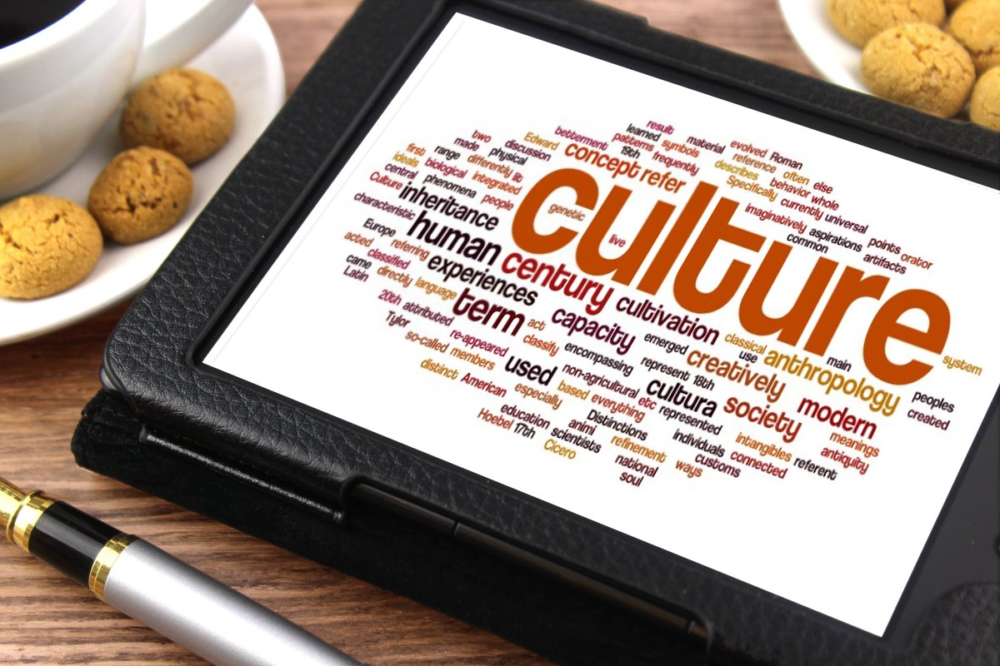 result
learned symbols material evolved Roman
betterment patterns frequently reference often else
two Edward 19th describes behavior whole
made discussion concept refer Specifically currently universal
first range physical imaginatively aspirations points orator
ideals biological differently lit common artifacts
central phenomena integrated genetic culture
Culture inheritance people live
characteristic human century cultivation
Europe referring experiences capacity classical system
acted classified term act emerged use anthropology main
came directly language classify encompassing represent 18th creatively peoples
Latin 20th attributed used non-agricultural etc cultura society modern created
Tylor re-appeared based everything represented meanings
so-called members especially Distinctions individuals intangibles antiquity
distinct American education animi refinement customs connected referent
Hoebel 17th scientists national ways
Cicero soul